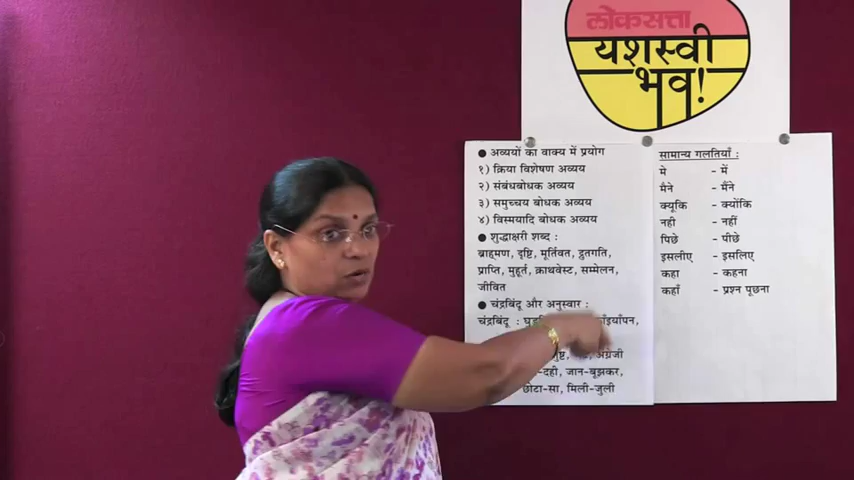 लोकसत्ता
यशस्वी
भव!
● अव्ययों का वाक्य में प्रयोग
१) क्रिया विशेषण अव्यय
२) संबंधबोधक अव्यय
३) समुच्चय बोधक अव्यय
४) विस्मयादि बोधक अव्यय
● शुद्धाक्षरी शब्द :
ब्राह्मण, दृष्टि, मूर्तिवत, द्रुतगति,
प्राप्ति, मुहूर्त, क्राथवेस्ट, सम्मेलन,
जीवित
● चंद्रबिंदू और अनुस्वार :
चंद्रबिंदू :
अंग्रेजी
जान-बूझकर,
छोटा-सा, मिली-जुली
सामान्य गलतियाँ :
मे - में
मैने - मैंने
क्यूकि - क्योंकि
नही - नहीं
पिछे - पीछे
इसलीए - इसलिए
कहा - कहना
कहाँ - प्रश्न पूछना